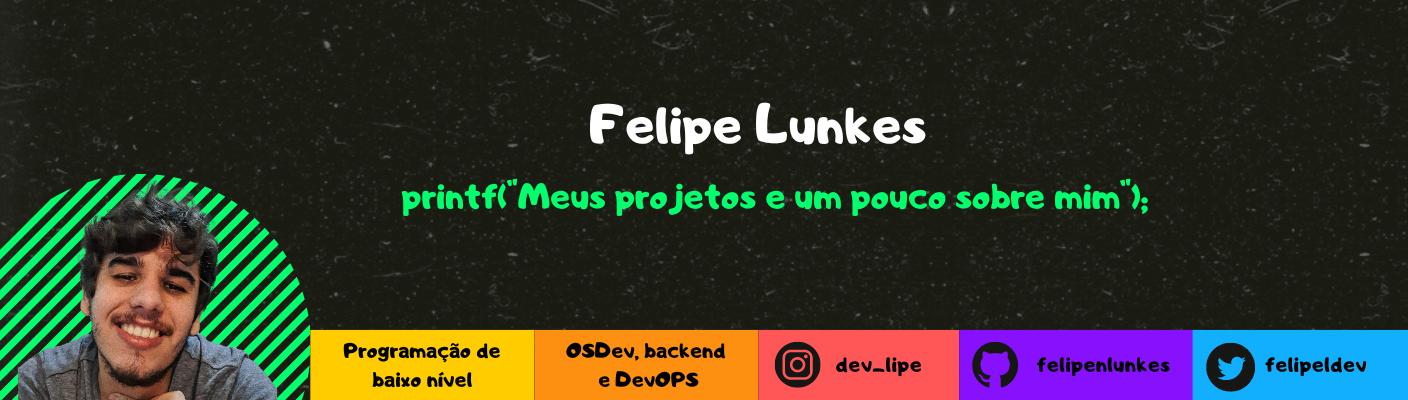 Felipe Lunkes
printf("Meus projetos e um pouco sobre mim");
Programação de
baixo nível
OSDev, backend
e DevOPS
dev_lipe
felipenlunkes
felipeldev